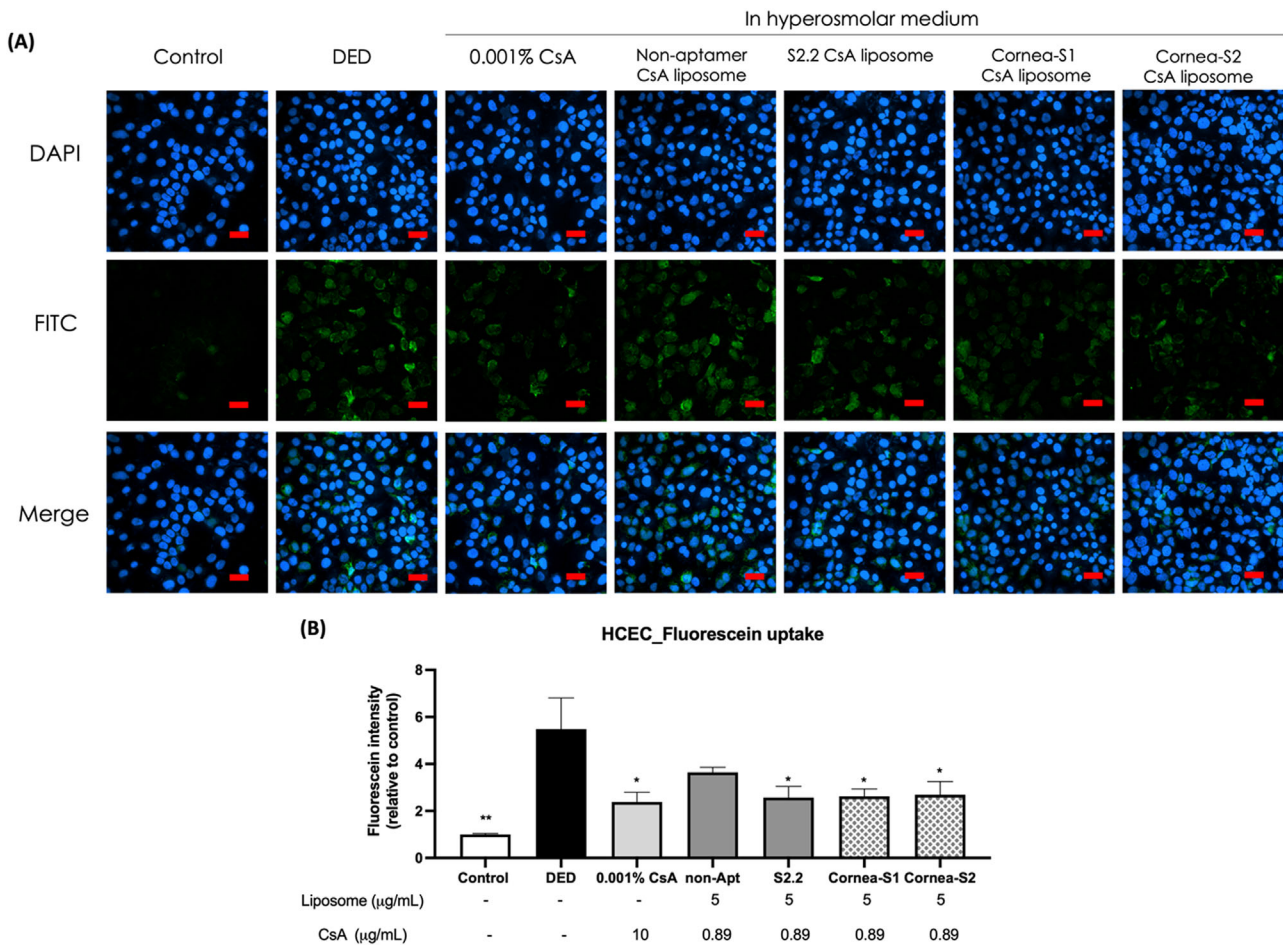 In hyperosmolar medium
(A)
Control DED 0.001% CsA Non-aptamer CsA liposome S2.2 CsA liposome Cornea-S1 CsA liposome Cornea-S2 CsA liposome
DAPI
FITC
Merge
(B)
HCEC_Fluorescein uptake
Fluorescein intensity
(relative to control)
8
6
4
2
0
** * * * *
Control DED 0.001% CsA non-Apt S2.2 Cornea-S1 Cornea-S2
Liposome (μg/mL) - - - 5 5 5 5
CsA (μg/mL) - - 10 0.89 0.89 0.89 0.89